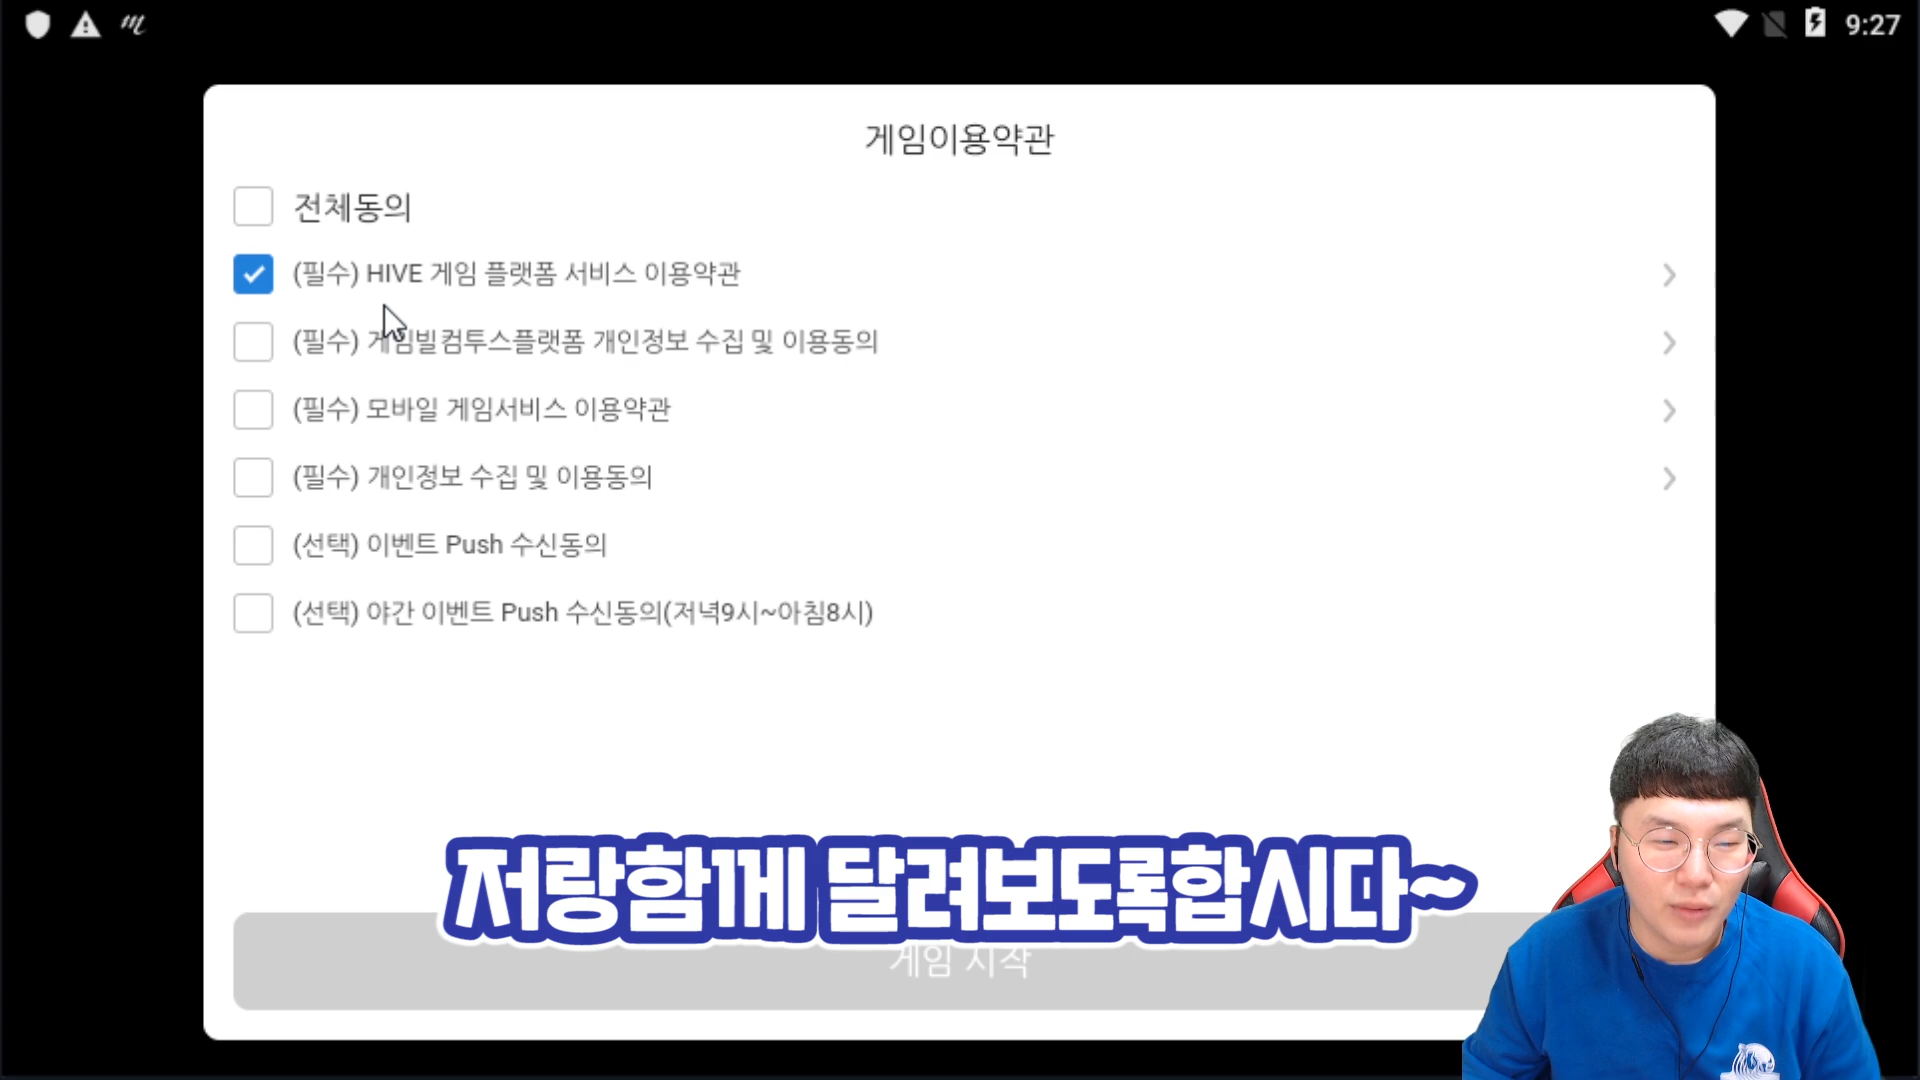 9:27
게임이용약관
전체동의
(필수) HIVE 게임 플랫폼 서비스 이용약관
(필수) 게임빌컴투스플랫폼 개인정보 수집 및 이용동의
(필수) 모바일 게임서비스 이용약관
(필수) 개인정보 수집 및 이용동의
(선택) 이벤트 Push 수신동의
(선택) 야간 이벤트 Push 수신동의(저녁9시~아침8시)
저랑함께 달려보도록합시다~
게임 시작